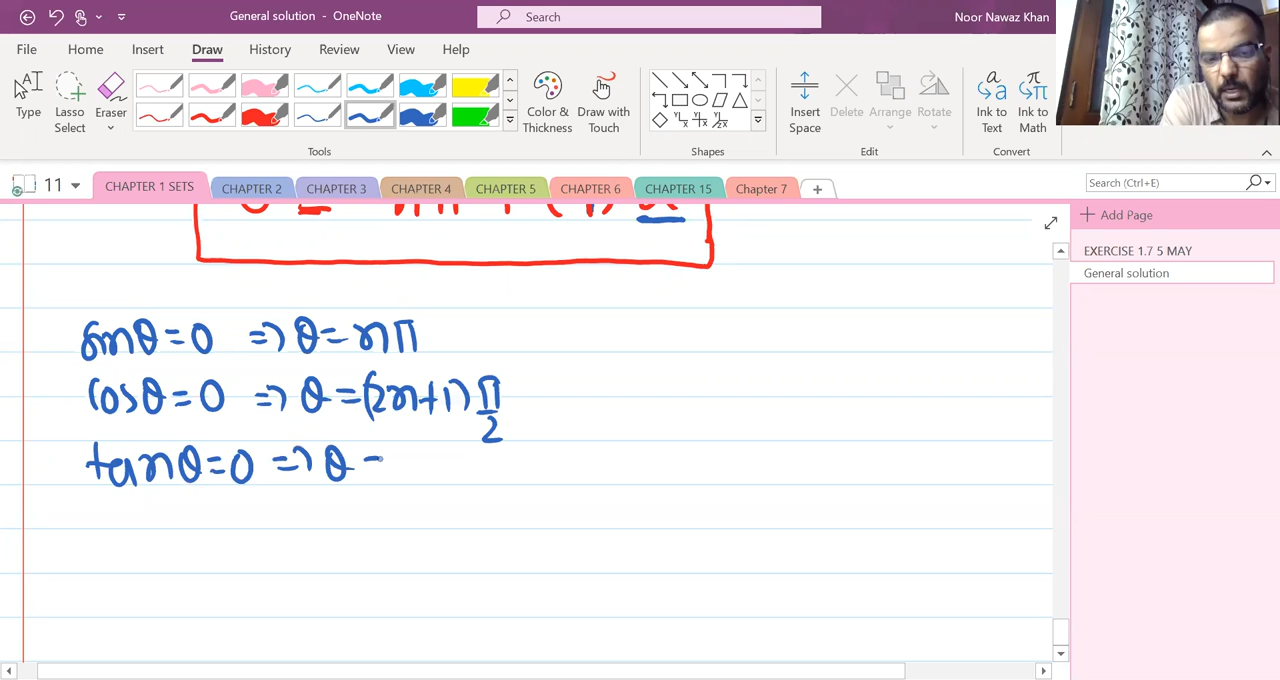 General solution - OneNote
Search
Noor Nawaz Khan
File Home Insert Draw History Review View Help
Type
Lasso Select
Eraser
Color & Thickness
Draw with Touch
Insert Space
Delete
Arrange
Rotate
Ink to Text
Ink to Math
Tools
Shapes
Edit
Convert
11
CHAPTER 1 SETS
CHAPTER 2
CHAPTER 3
CHAPTER 4
CHAPTER 5
CHAPTER 6
CHAPTER 15
Chapter 7
Search (Ctrl+E)
Add Page
EXERCISE 1.7 5 MAY
General solution
sinθ = 0 => θ = nπ
cosθ = 0 => θ = (2n+1) π/2
tanθ = 0 => θ =